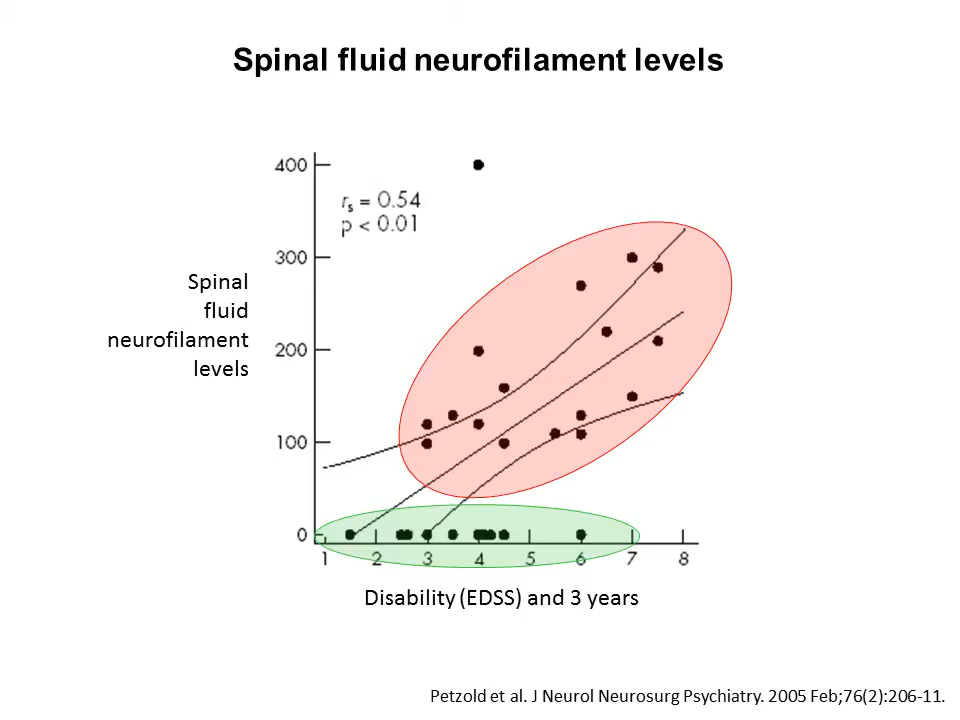 Spinal fluid neurofilament levels
400
rs = 0.54
p < 0.01
300
Spinal
fluid
neurofilament
levels
200
100
0
1 2 3 4 5 6 7 8
Disability (EDSS) and 3 years
Petzold et al. J Neurol Neurosurg Psychiatry. 2005 Feb;76(2):206-11.